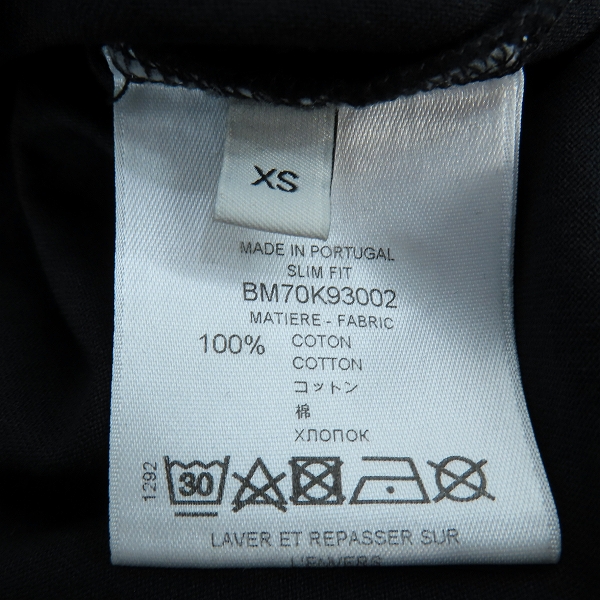 XS
MADE IN PORTUGAL
SLIM FIT
BM70K93002
MATIERE - FABRIC
100% COTON
COTTON
コットン
棉
ХЛОПОК
1292
30
LAVER ET REPASSER SUR
L'ENVERS